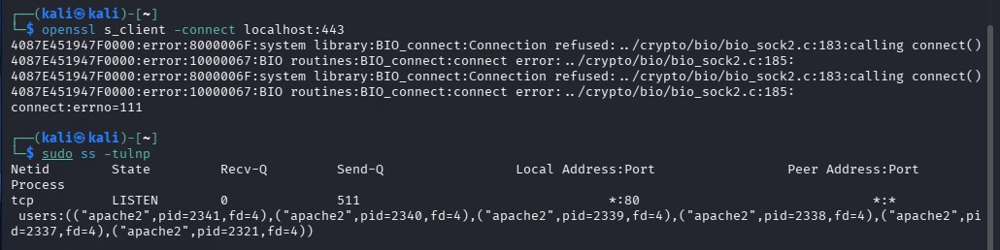 ┌──(kali㉿kali)-[~]
└─$ openssl s_client -connect localhost:443
4087E451947F0000:error:8000006F:system library:BIO_connect:Connection refused:../crypto/bio/bio_sock2.c:183:calling connect()
4087E451947F0000:error:10000067:BIO routines:BIO_connect:connect error:../crypto/bio/bio_sock2.c:185:
4087E451947F0000:error:8000006F:system library:BIO_connect:Connection refused:../crypto/bio/bio_sock2.c:183:calling connect()
4087E451947F0000:error:10000067:BIO routines:BIO_connect:connect error:../crypto/bio/bio_sock2.c:185:
connect:errno=111
┌──(kali㉿kali)-[~]
└─$ sudo ss -tulnp
Netid State Recv-Q Send-Q Local Address:Port Peer Address:Port
Process
tcp LISTEN 0 511 *:80 *:*
users:(("apache2",pid=2341,fd=4),("apache2",pid=2340,fd=4),("apache2",pid=2339,fd=4),("apache2",pid=2338,fd=4),("apache2",pi
d=2337,fd=4),("apache2",pid=2321,fd=4))